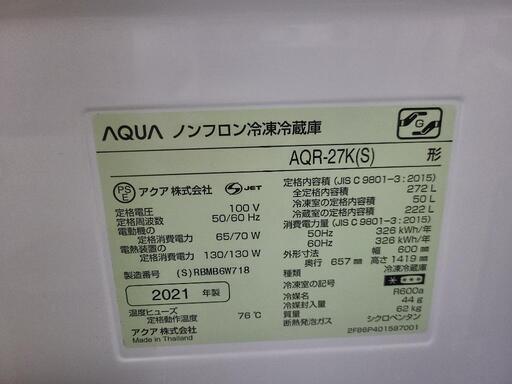 AQUA ノンフロン冷凍冷蔵庫
G
AQR-27K(S) 形
PS
E
アクア 株式会社
JET
定格電圧 100 V
定格周波数 50/60 Hz
電動機の
定格消費電力 65/70 W
電熱装置の
定格消費電力 130/130 W
製造番号 (S)RBMB6W718
2021 年製
温度ヒューズ
定格動作温度 76℃
アクア 株式会社
Made in Thailand
定格内容積 (JIS C 9801-3 : 2015)
全定格内容積 272 L
冷凍室の定格内容積 50 L
冷蔵室の定格内容積 222 L
消費電力量 (JIS C 9801-3 : 2015)
50Hz 326 kWh/年
60Hz 326 kWh/年
外形寸法 幅 600 mm
奥行 657 mm 高さ 1419 mm
種類 冷凍冷蔵庫
冷凍室の記号
冷媒名 R600a
冷媒封入量 44 g
質量 62 kg
断熱発泡ガス シクロペンタン
2FB6P401597001